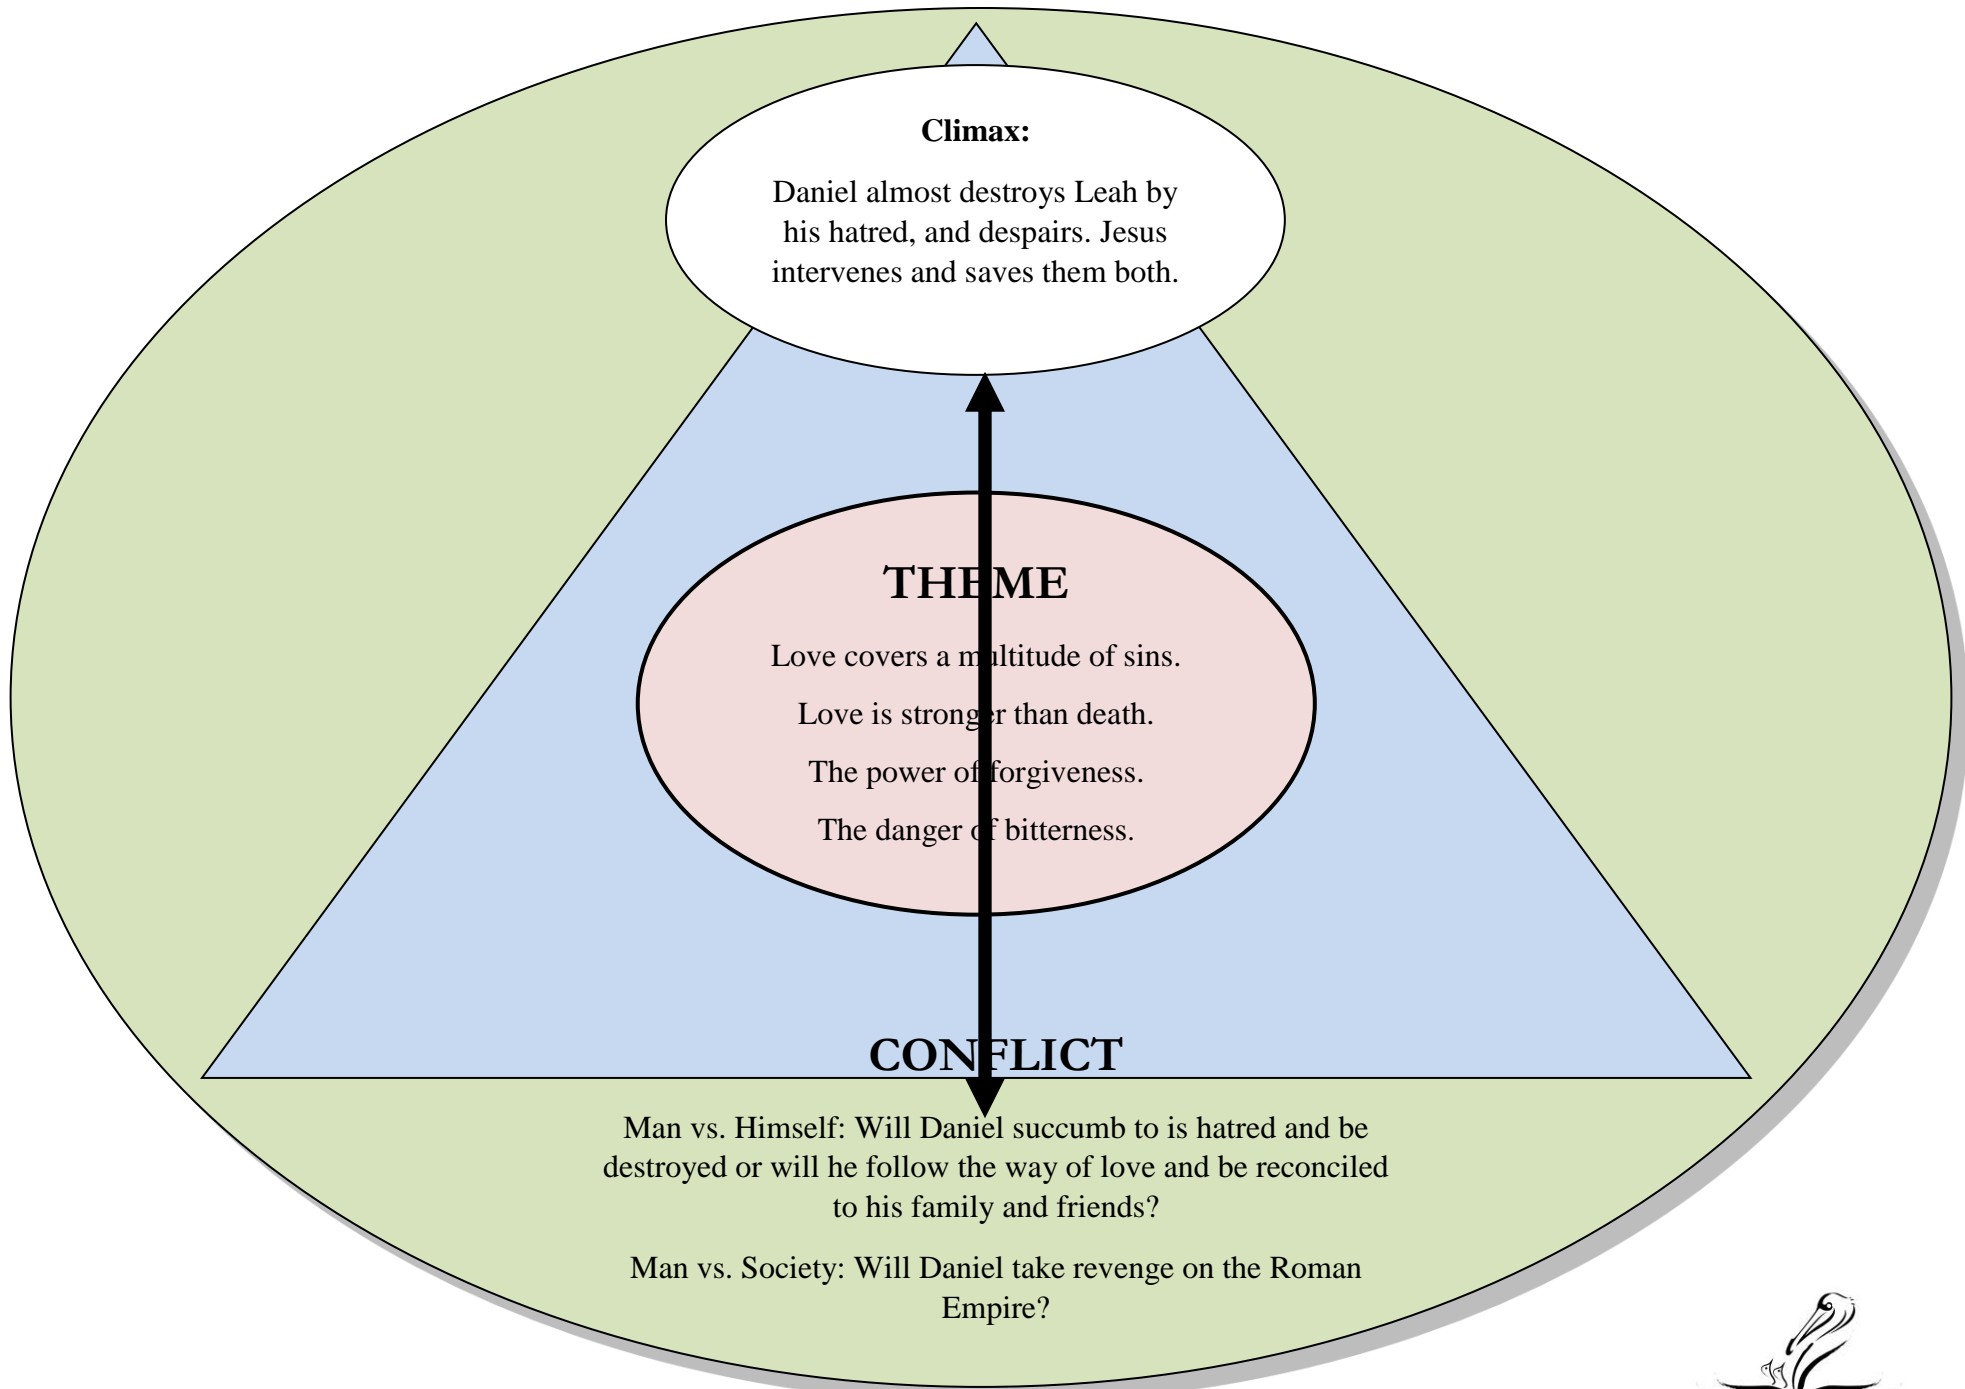 Climax:
Daniel almost destroys Leah by
his hatred, and despairs. Jesus
intervenes and saves them both.
THEME
Love covers a multitude of sins.
Love is stronger than death.
The power of forgiveness.
The danger of bitterness.
CONFLICT
Man vs. Himself: Will Daniel succumb to is hatred and be
destroyed or will he follow the way of love and be reconciled
to his family and friends?
Man vs. Society: Will Daniel take revenge on the Roman
Empire?